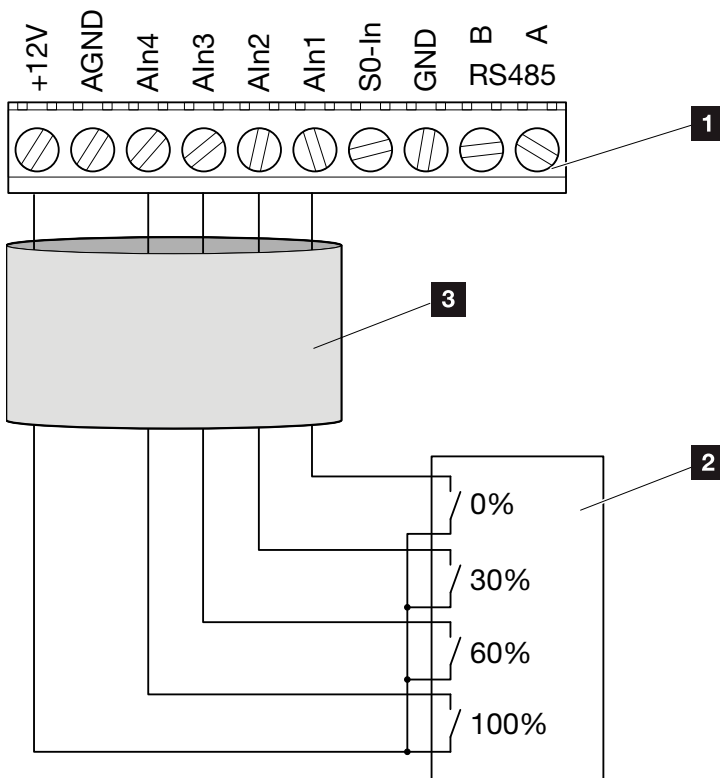 +12V
AGND
AIn4
AIn3
AIn2
AIn1
S0-In
GND
B
A
RS485
1
3
2
0%
30%
60%
100%